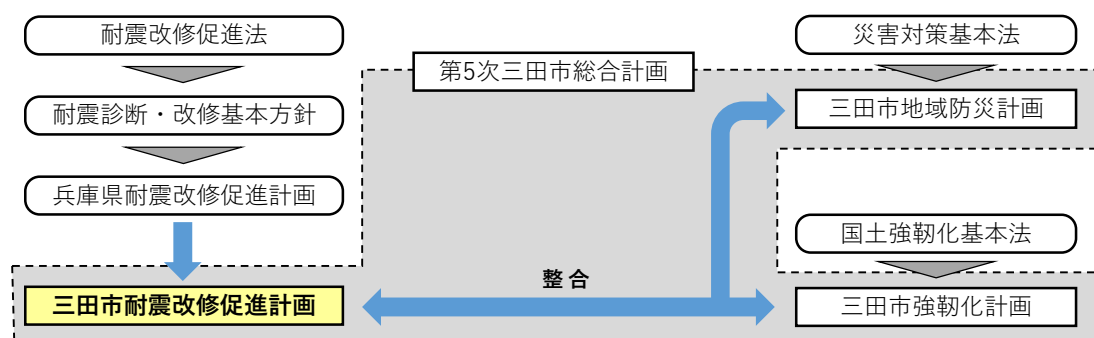 耐震改修促進法
災害対策基本法
第5次三田市総合計画
耐震診断・改修基本方針
三田市地域防災計画
兵庫県耐震改修促進計画
国土強靭化基本法
整合
三田市耐震改修促進計画
三田市強靭化計画